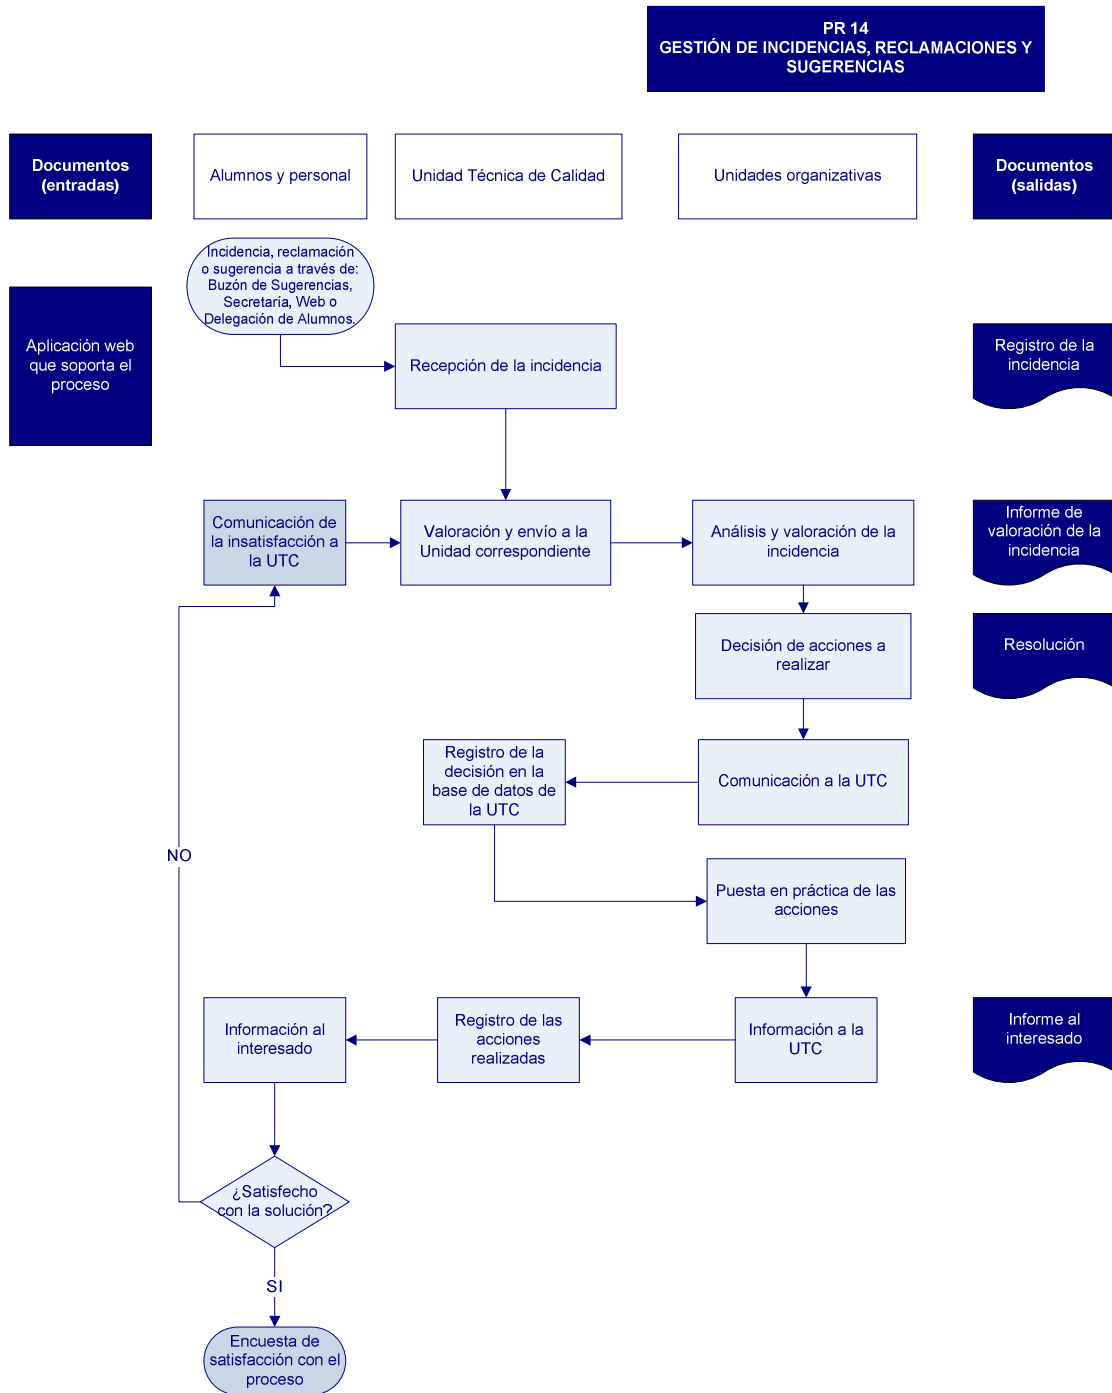 PR 14
GESTIÓN DE INCIDENCIAS, RECLAMACIONES Y
SUGERENCIAS
Documentos
(entradas)
Alumnos y personal
Unidad Técnica de Calidad
Unidades organizativas
Documentos
(salidas)
Incidencia, reclamación
o sugerencia a través de:
Buzón de Sugerencias,
Secretaría, Web o
Delegación de Alumnos.
Aplicación web
que soporta el
proceso
Recepción de la incidencia
Registro de la
incidencia
Comunicación de
la insatisfacción a
la UTC
Valoración y envío a la
Unidad correspondiente
Análisis y valoración de la
incidencia
Informe de
valoración de la
incidencia
Decisión de acciones a
realizar
Resolución
Registro de la
decisión en la
base de datos de
la UTC
Comunicación a la UTC
NO
Puesta en práctica de las
acciones
Información al
interesado
Registro de las
acciones
realizadas
Información a la
UTC
Informe al
interesado
¿Satisfecho
con la solución?
SI
Encuesta de
satisfacción con el
proceso